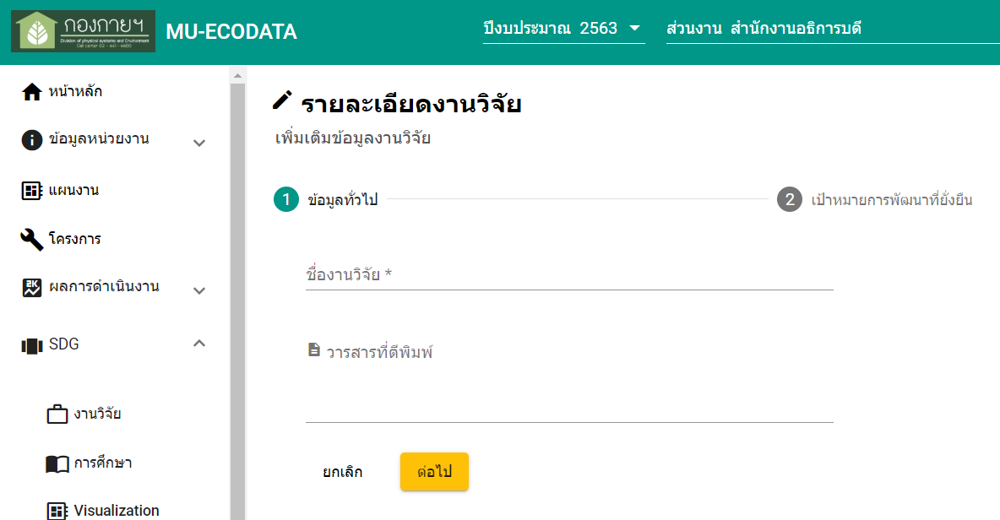 กองกายฯ
Division of physical systems and Environment
Call center 02 - 441 - 4400
MU-ECODATA
ปีงบประมาณ 2563
ส่วนงาน สำนักงานอธิการบดี
หน้าหลัก
ข้อมูลหน่วยงาน
แผนงาน
โครงการ
ผลการดำเนินงาน
SDG
งานวิจัย
การศึกษา
Visualization
รายละเอียดงานวิจัย
เพิ่มเติมข้อมูลงานวิจัย
1 ข้อมูลทั่วไป
2 เป้าหมายการพัฒนาที่ยั่งยืน
ชื่องานวิจัย *
วารสารที่ตีพิมพ์
ยกเลิก
ต่อไป